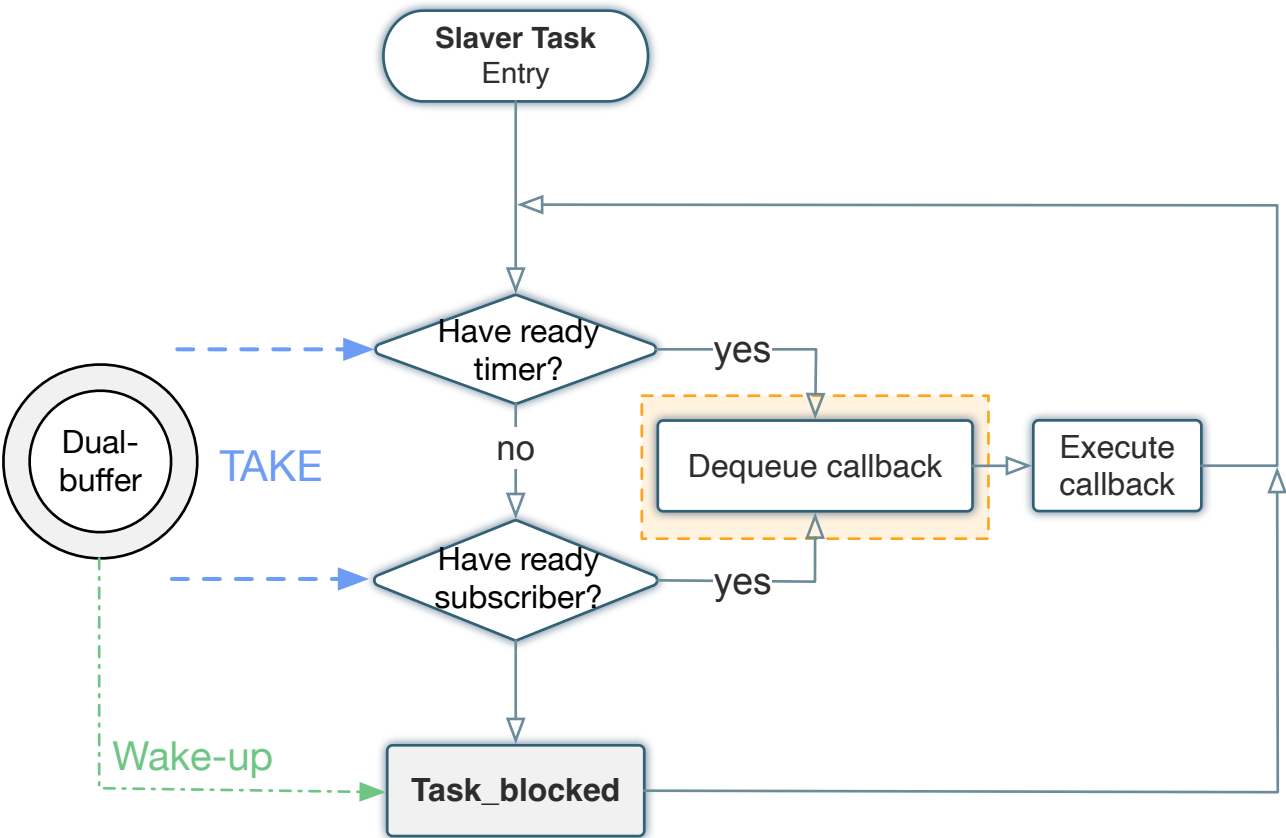 Slaver Task
Entry
Have ready
timer?
yes
Dual-
buffer
TAKE
no
Dequeue callback
Execute
callback
Have ready
subscriber?
yes
Wake-up
Task_blocked